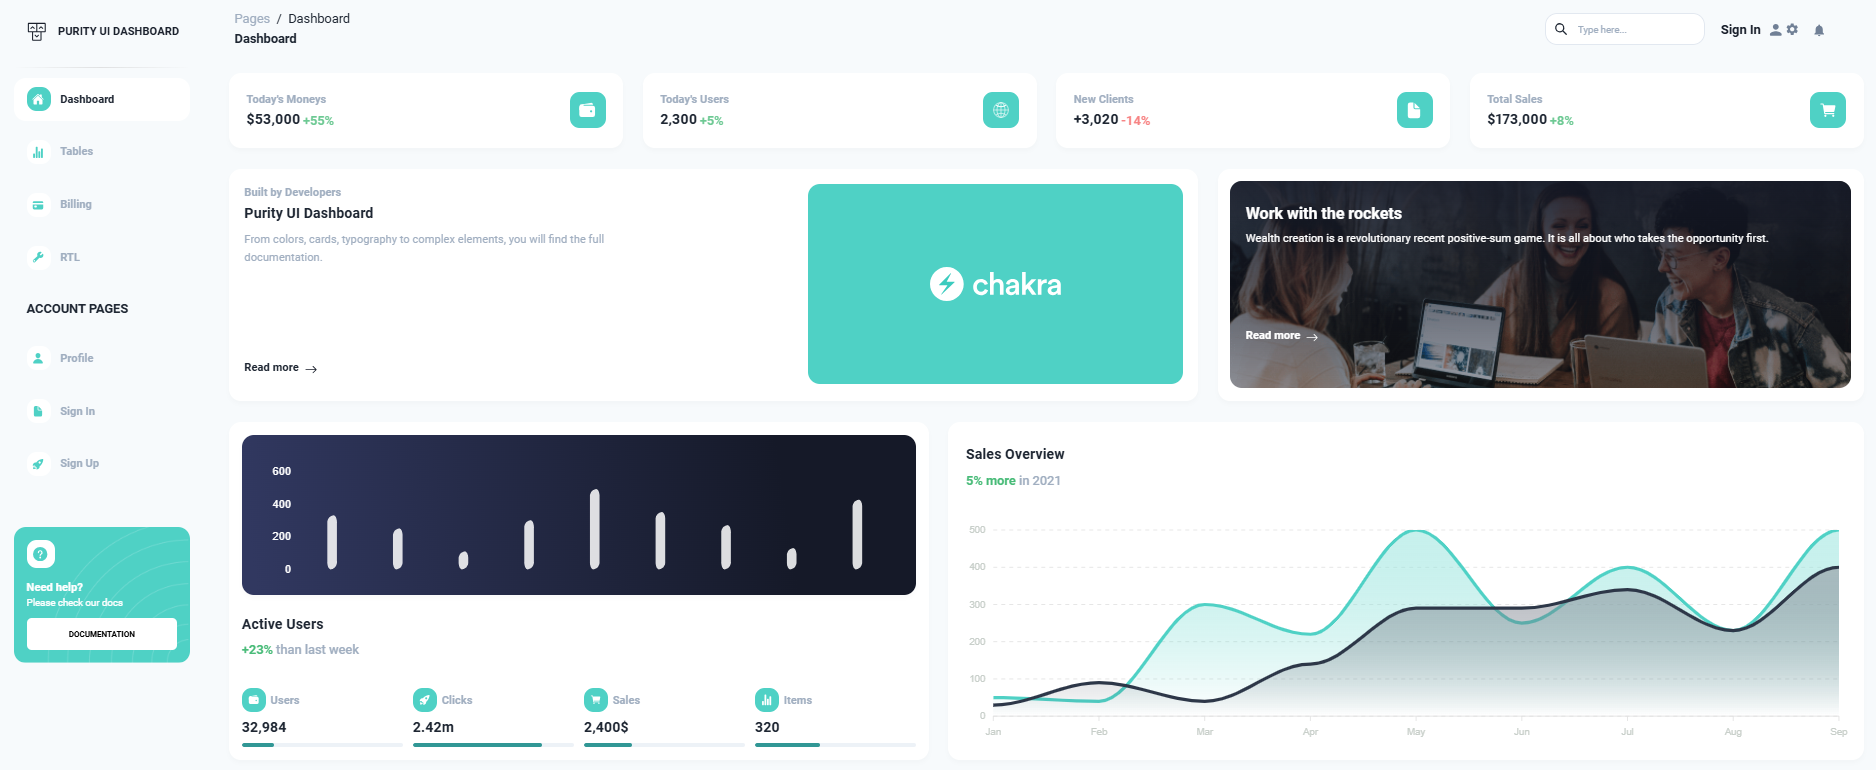 PURITY UI DASHBOARD
Pages / Dashboard
Dashboard
Type here...
Sign In
Dashboard
Tables
Billing
RTL
ACCOUNT PAGES
Profile
Sign In
Sign Up
?
Need help?
Please check our docs
DOCUMENTATION
Today's Moneys
$53,000 +55%
Today's Users
2,300 +5%
New Clients
+3,020 -14%
Total Sales
$173,000 +8%
Built by Developers
Purity UI Dashboard
From colors, cards, typography to complex elements, you will find the full
documentation.
Read more
chakra
Work with the rockets
Wealth creation is a revolutionary recent positive-sum game. It is all about who takes the opportunity first.
Read more
600
400
200
0
Active Users
+23% than last week
Users
32,984
Clicks
2.42m
Sales
2,400$
Items
320
Sales Overview
5% more in 2021
500
400
300
200
100
0
Jan Feb Mar Apr May Jun Jul Aug Sep